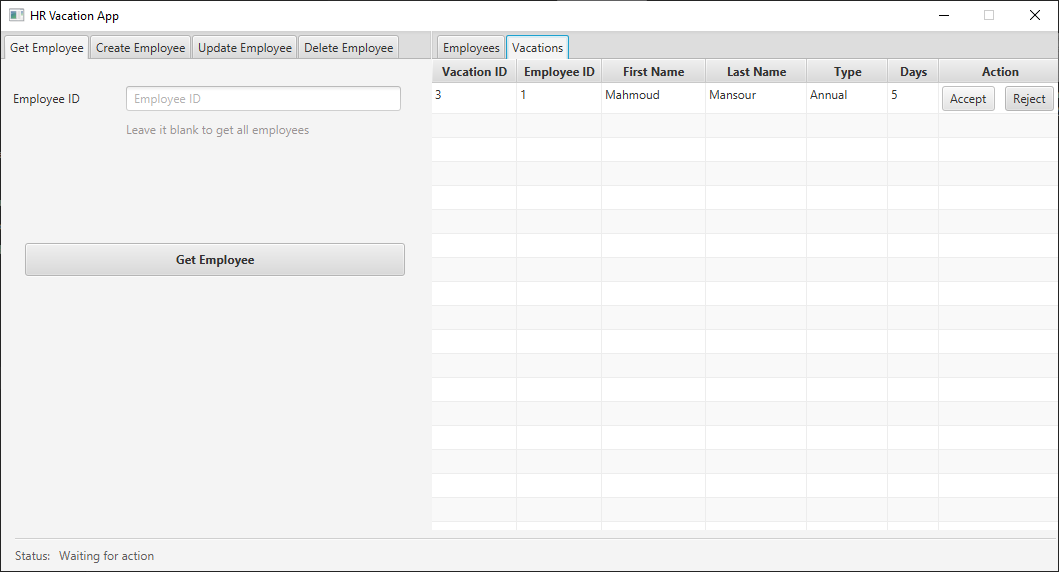 HR Vacation App
Get Employee Create Employee Update Employee Delete Employee Employees Vacations
Vacation ID Employee ID First Name Last Name Type Days Action
3 1 Mahmoud Mansour Annual 5 Accept Reject
Employee ID Employee ID
Leave it blank to get all employees
Get Employee
Status: Waiting for action